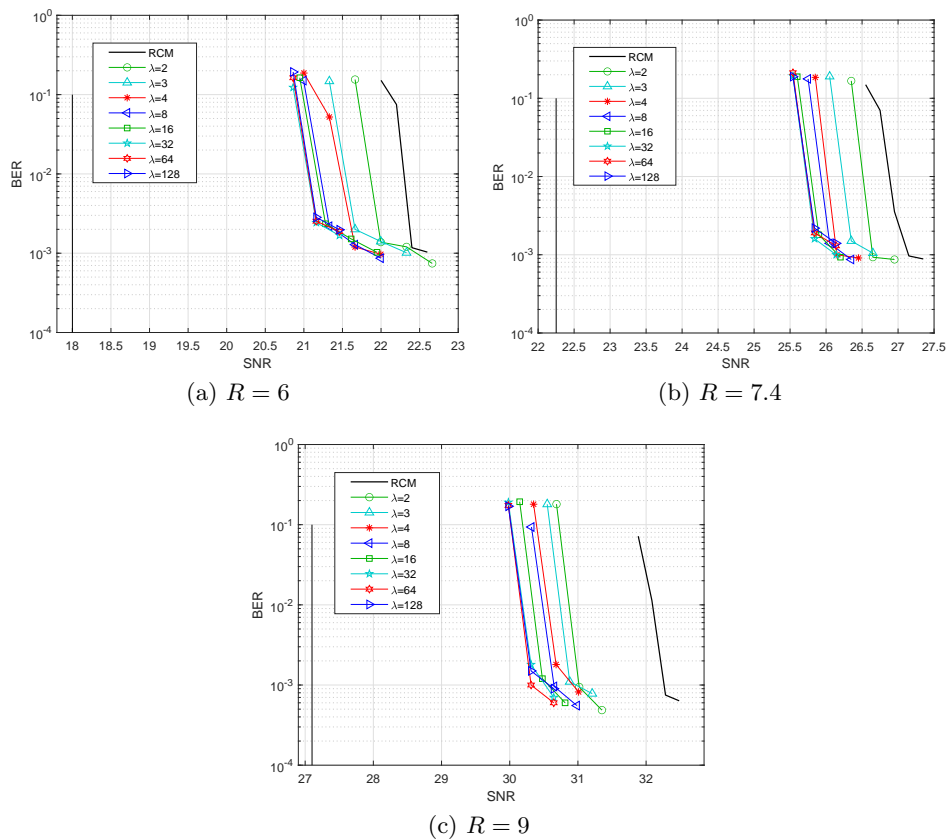 10^0
10^-1
10^-2
10^-3
10^-4
BER
18 18.5 19 19.5 20 20.5 21 21.5 22 22.5 23
SNR
RCM
λ=2
λ=3
λ=4
λ=8
λ=16
λ=32
λ=64
λ=128
(a) R = 6
10^0
10^-1
10^-2
10^-3
10^-4
BER
22 22.5 23 23.5 24 24.5 25 25.5 26 26.5 27 27.5
SNR
RCM
λ=2
λ=3
λ=4
λ=8
λ=16
λ=32
λ=64
λ=128
(b) R = 7.4
10^0
10^-1
10^-2
10^-3
10^-4
BER
27 28 29 30 31 32
SNR
RCM
λ=2
λ=3
λ=4
λ=8
λ=16
λ=32
λ=64
λ=128
(c) R = 9